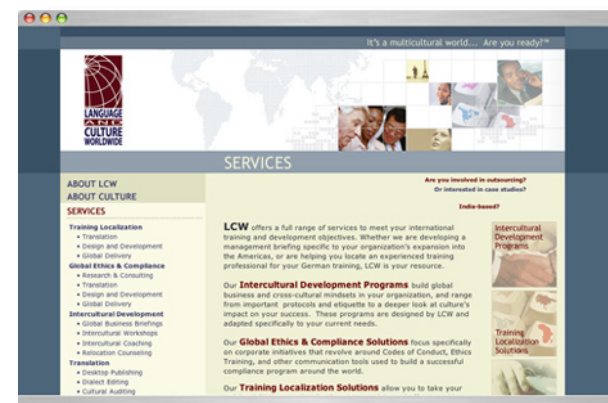 It's a multicultural world... Are you ready?™
LANGUAGE
AND
CULTURE
WORLDWIDE
SERVICES
ABOUT LCW
ABOUT CULTURE
SERVICES
Training Localization
• Translation
• Design and Development
• Global Delivery
Global Ethics & Compliance
• Research & Consulting
• Translation
• Design and Development
• Global Delivery
Intercultural Development
• Global Business Briefings
• Intercultural Workshops
• Intercultural Coaching
• Relocation Counseling
Translation
• Desktop Publishing
• Dialect Editing
• Cultural Auditing
Are you involved in outsourcing?
Or interested in case studies?
India-based?
LCW offers a full range of services to meet your international
training and development objectives. Whether we are developing a
management briefing specific to your organization's expansion into
the Americas, or are helping you locate an experienced training
professional for your German training, LCW is your resource.
Our Intercultural Development Programs build global
business and cross-cultural mindsets in your organization, and range
from important protocols and etiquette to a deeper look at culture's
impact on your success. These programs are designed by LCW and
adapted specifically to your current needs.
Our Global Ethics & Compliance Solutions focus specifically
on corporate initiatives that revolve around Codes of Conduct, Ethics
Training, and other communication tools used to build a successful
compliance program around the world.
Our Training Localization Solutions allow you to take your
Intercultural
Development
Programs
Training
Localization
Solutions